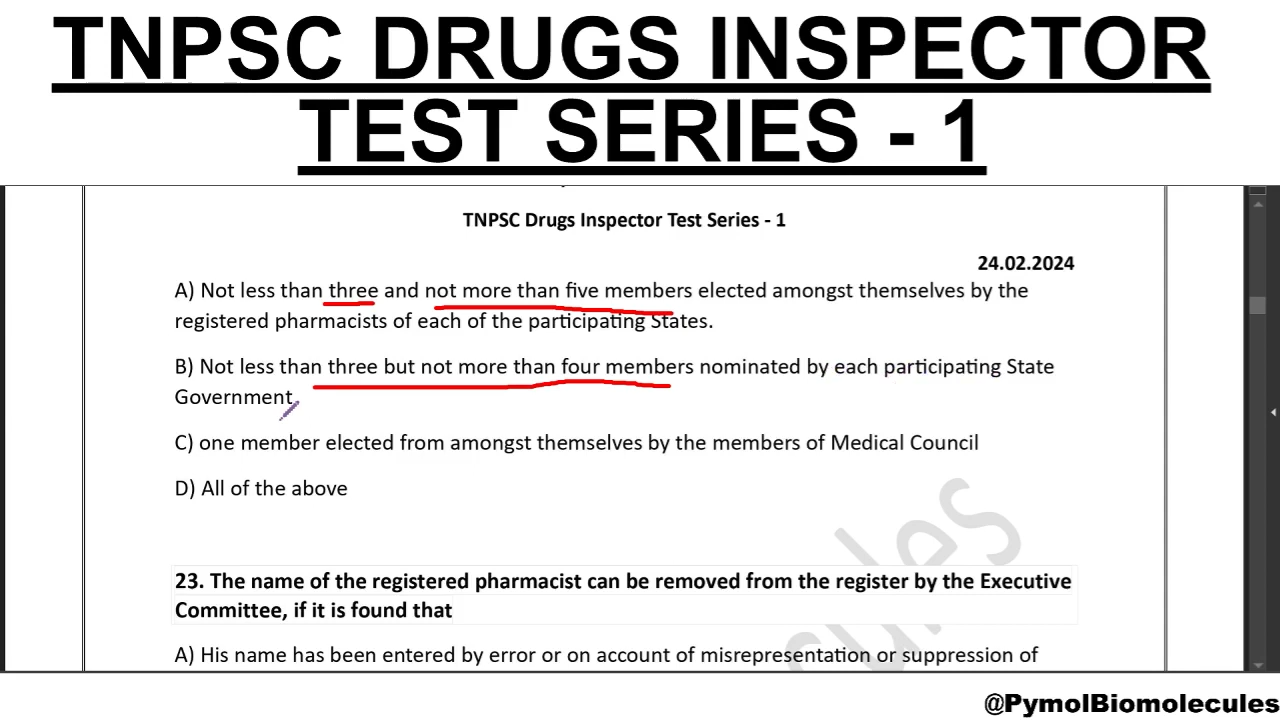 TNPSC DRUGS INSPECTOR
TEST SERIES - 1
TNPSC Drugs Inspector Test Series - 1
24.02.2024
A) Not less than three and not more than five members elected amongst themselves by the
registered pharmacists of each of the participating States.
B) Not less than three but not more than four members nominated by each participating State
Government.
C) one member elected from amongst themselves by the members of Medical Council
D) All of the above
23. The name of the registered pharmacist can be removed from the register by the Executive
Committee, if it is found that
A) His name has been entered by error or on account of misrepresentation or suppression of
@PymolBiomolecules